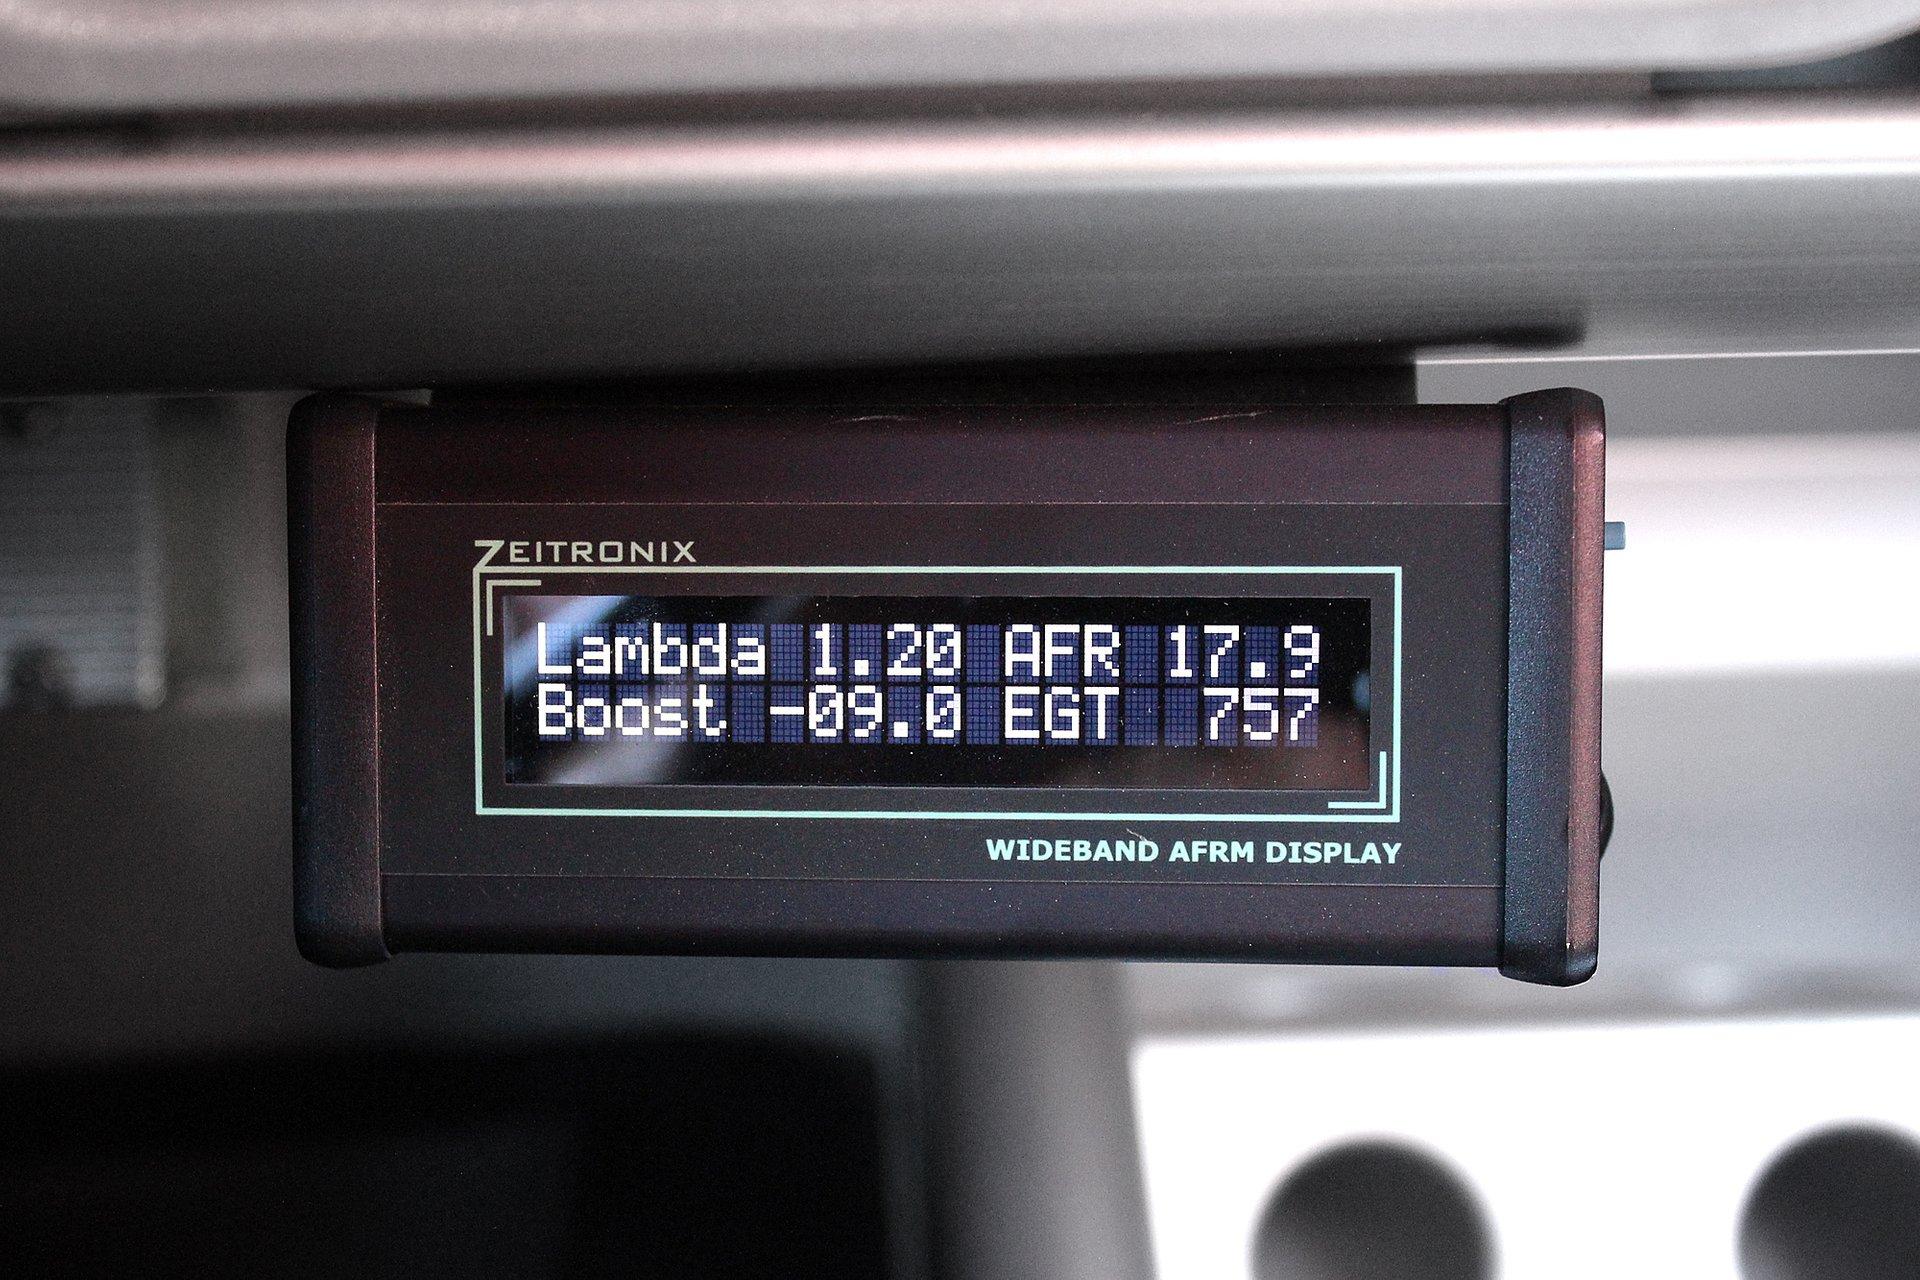 ZEITRONIX
Lambda 1.20 AFR 17.9
Boost -09.0 EGT 757
WIDEBAND AFRM DISPLAY